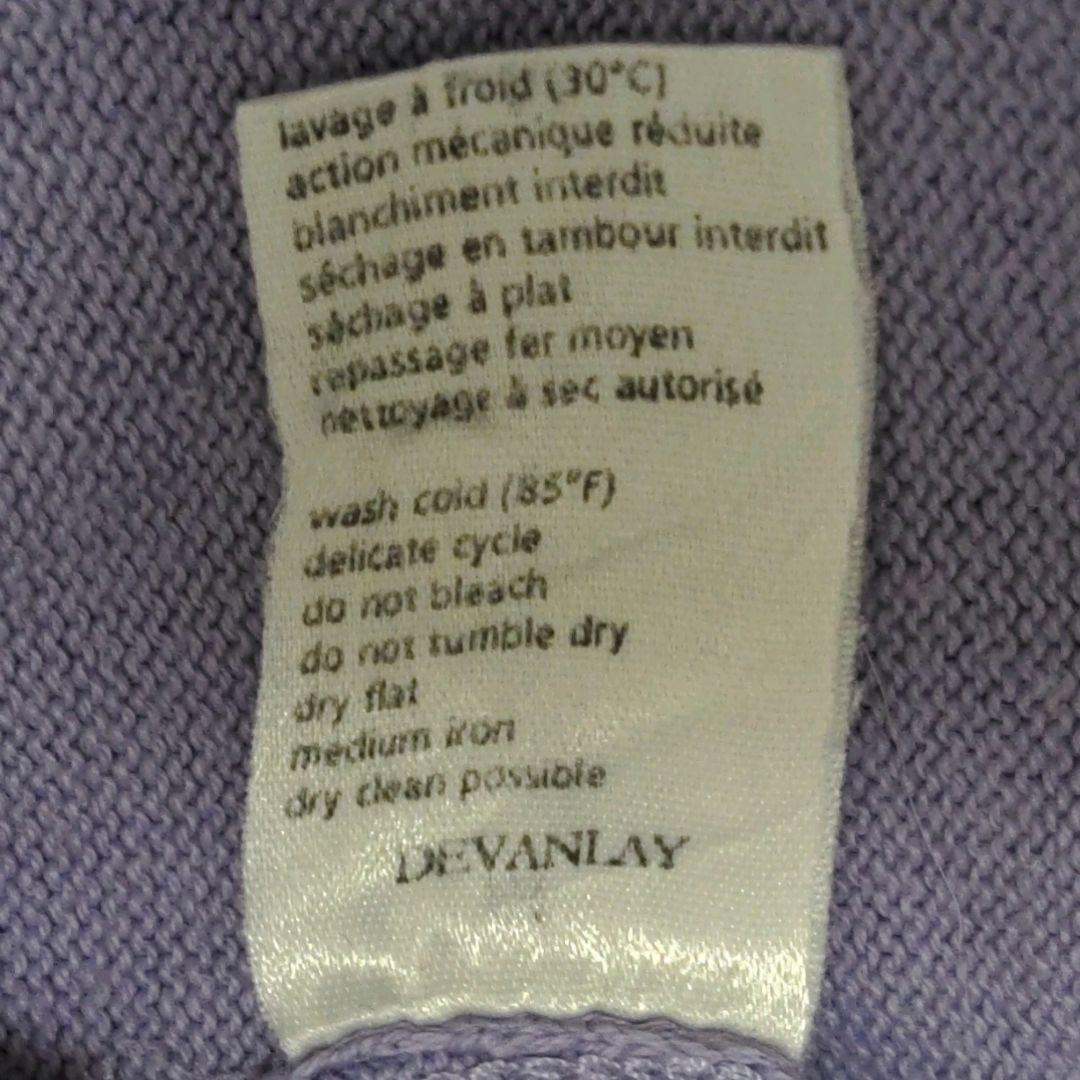 lavage à froid (30°C)
action mécanique réduite
blanchiment interdit
séchage en tambour interdit
séchage à plat
repassage fer moyen
nettoyage à sec autorisé
wash cold (85°F)
delicate cycle
do not bleach
do not tumble dry
dry flat
medium iron
dry clean possible
DEVANLAY